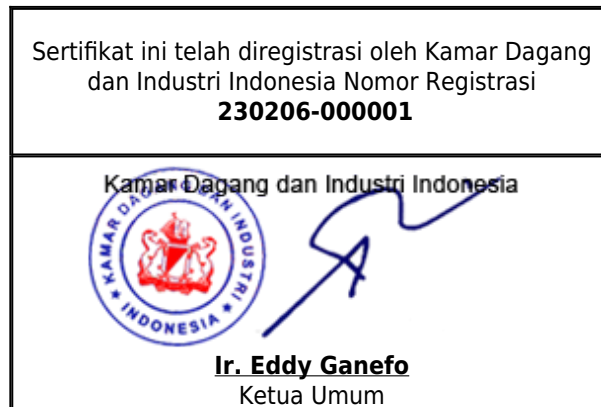 Sertifikat ini telah diregistrasi oleh Kamar Dagang
dan Industri Indonesia Nomor Registrasi
230206-000001
Kamar Dagang dan Industri Indonesia
KAMAR DAGANG DAN INDUSTRI
★ INDONESIA ★
Ir. Eddy Ganefo
Ketua Umum